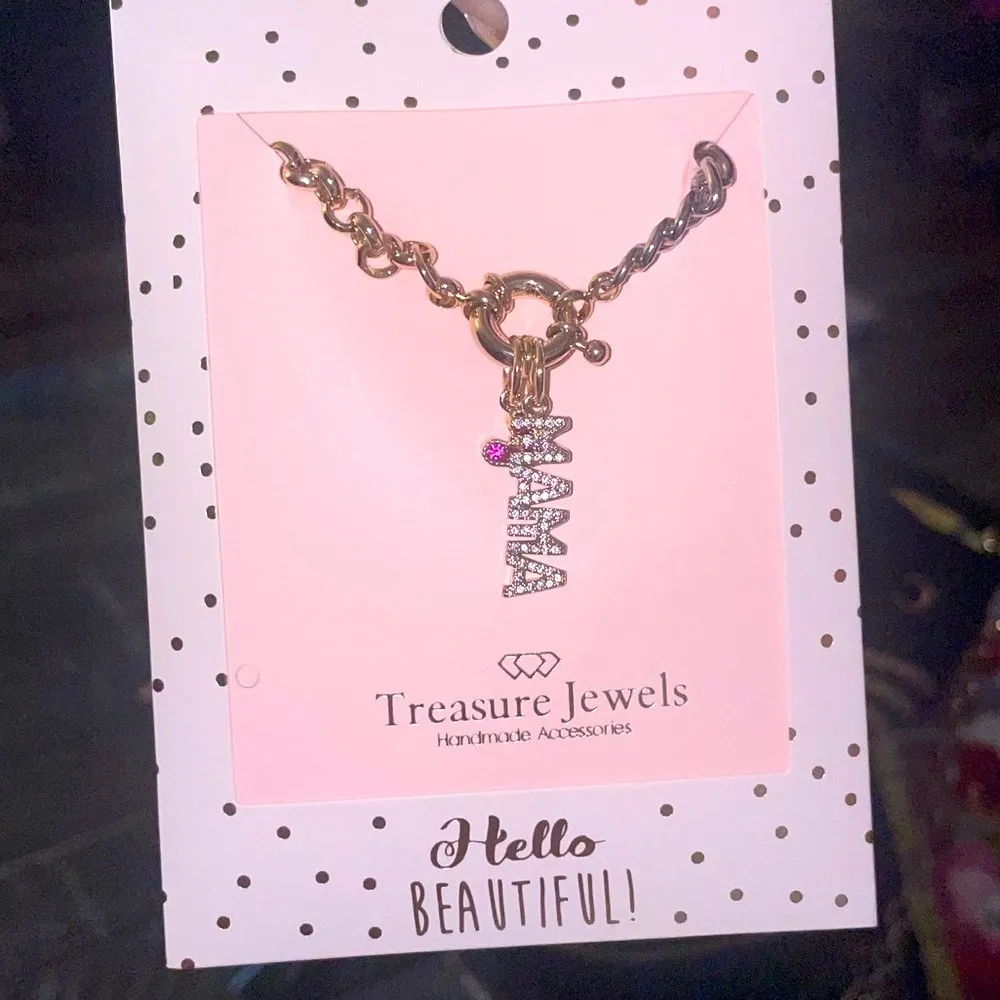 MAMA
Treasure Jewels
Handmade Accessories
Hello
BEAUTIFUL!